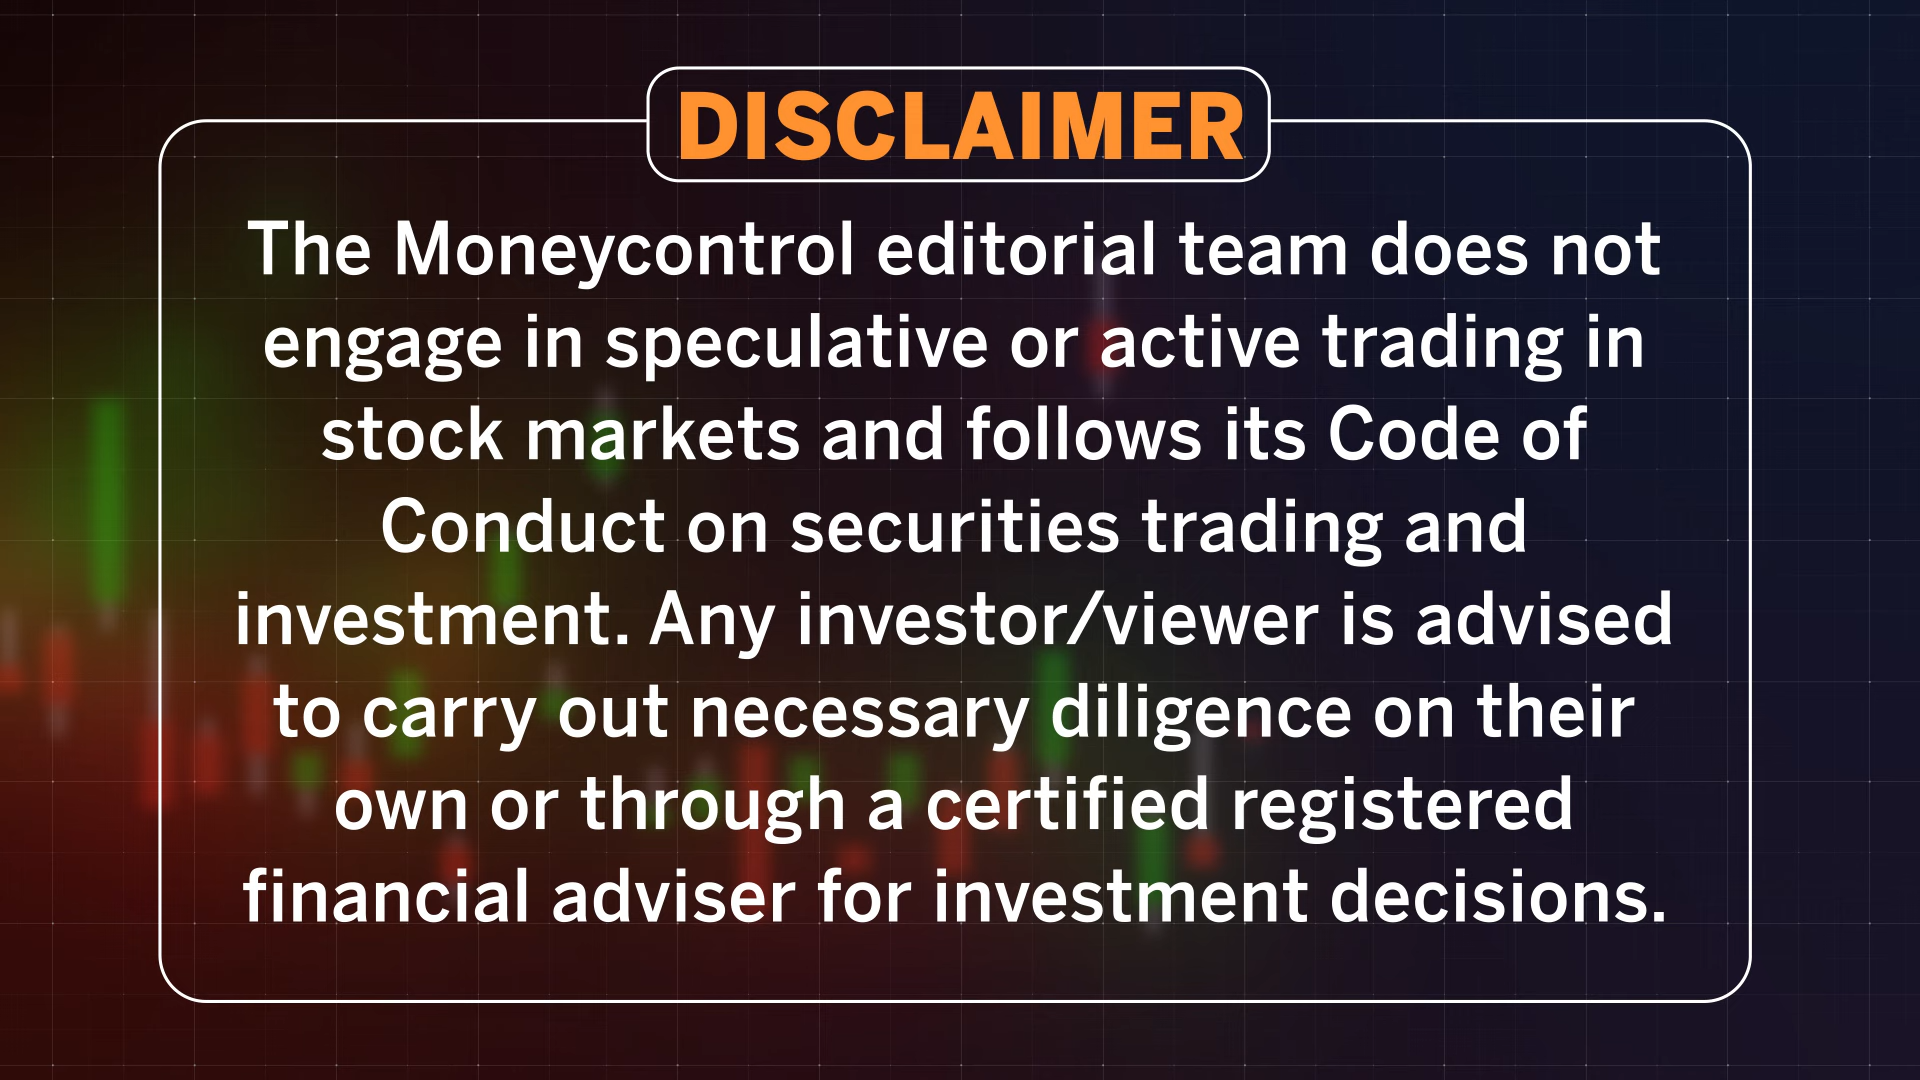 DISCLAIMER
The Moneycontrol editorial team does not
engage in speculative or active trading in
stock markets and follows its Code of
Conduct on securities trading and
investment. Any investor/viewer is advised
to carry out necessary diligence on their
own or through a certified registered
financial adviser for investment decisions.